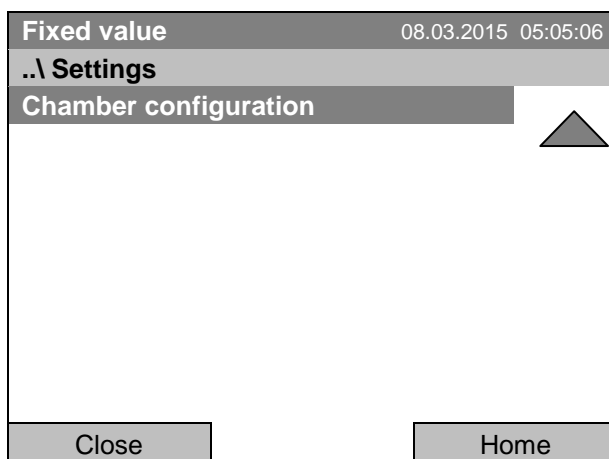 Fixed value 08.03.2015 05:05:06
..\ Settings
Chamber configuration
Close Home